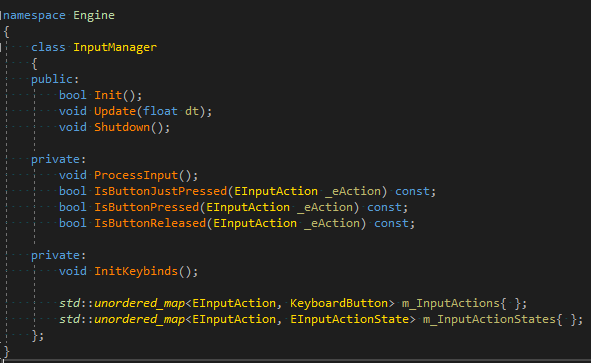 namespace Engine
{
class InputManager
{
public:
bool Init();
void Update(float dt);
void Shutdown();
private:
void ProcessInput();
bool IsButtonJustPressed(EInputAction _eAction) const;
bool IsButtonPressed(EInputAction _eAction) const;
bool IsButtonReleased(EInputAction _eAction) const;
private:
void InitKeybinds();
std::unordered_map<EInputAction, KeyboardButton> m_InputActions{ };
std::unordered_map<EInputAction, EInputActionState> m_InputActionStates{ };
};
}